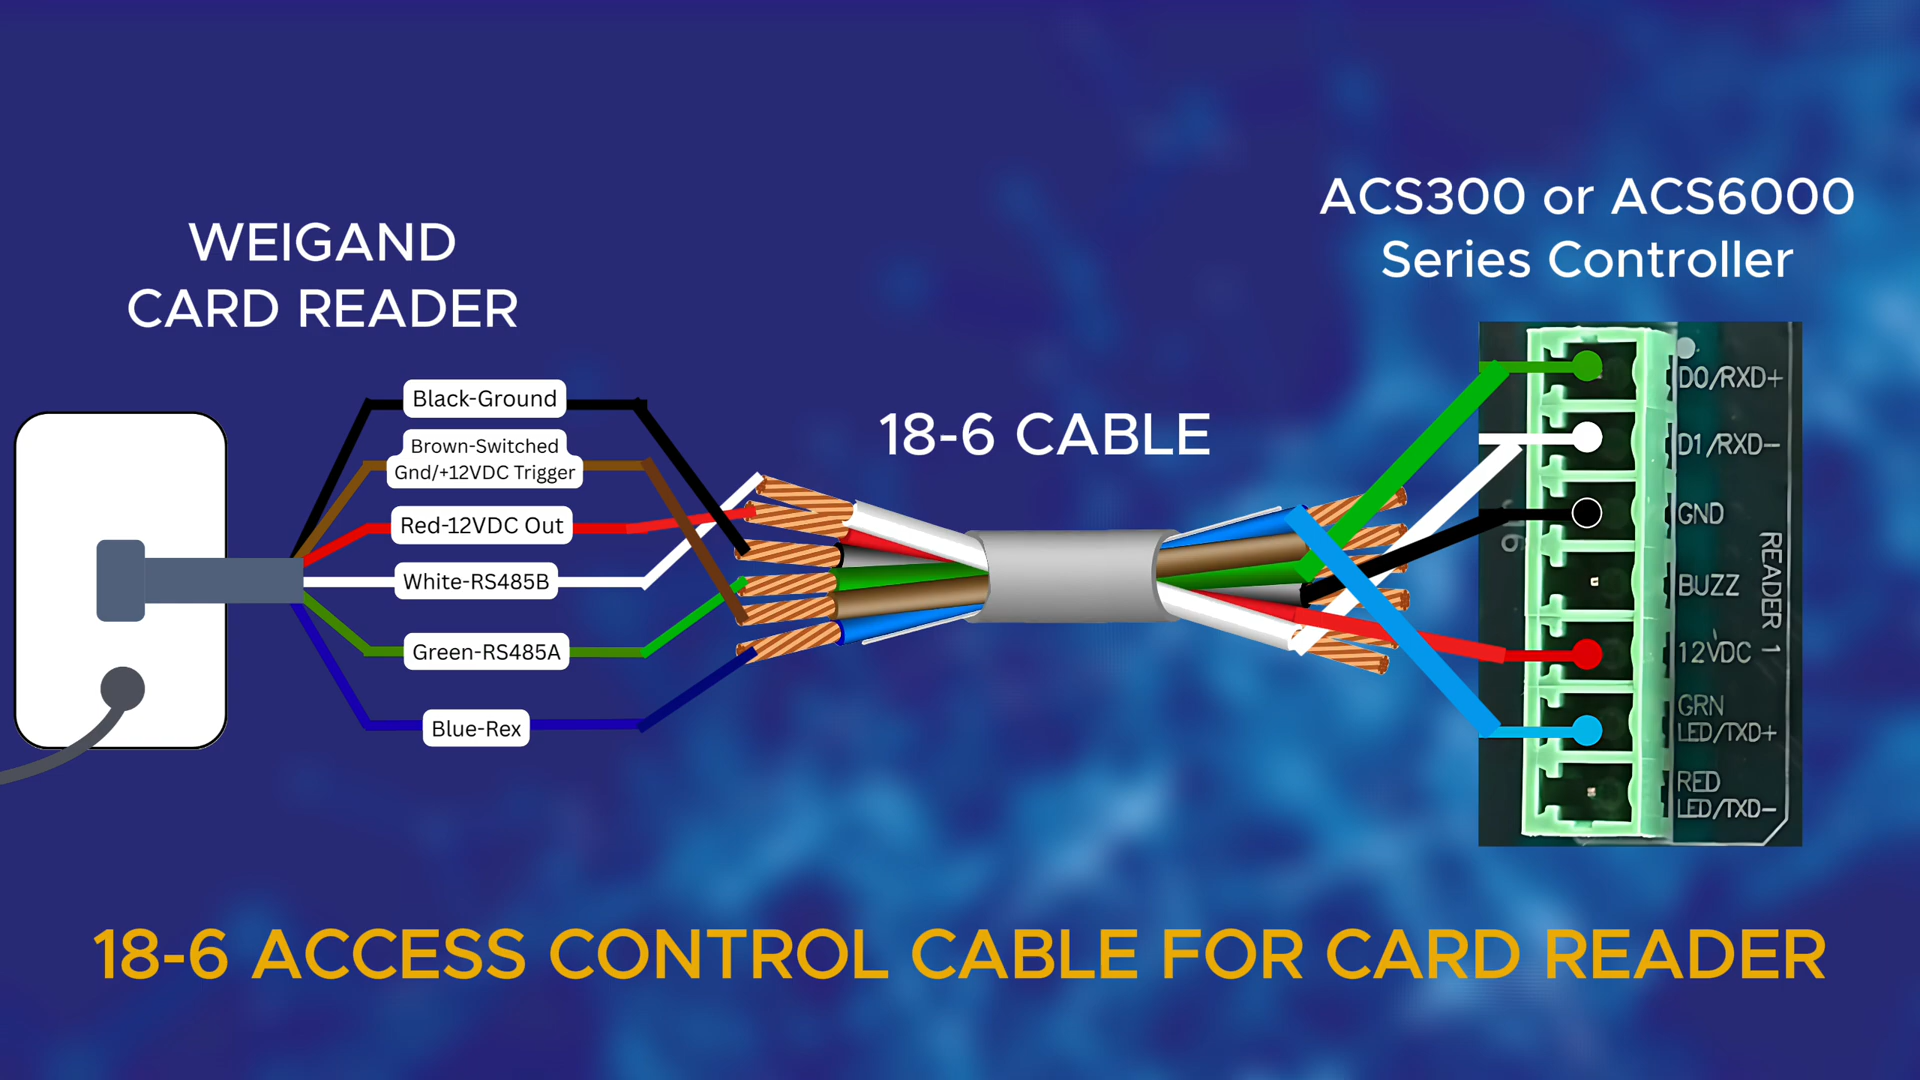 ACS300 or ACS6000
Series Controller
WEIGAND
CARD READER
Black-Ground
Brown-Switched
Gnd/+12VDC Trigger
Red-12VDC Out
White-RS485B
Green-RS485A
Blue-Rex
18-6 CABLE
D0/RXD+
D1/RXD-
GND
BUZZ
12VDC
GRN
LED/TXD+
RED
LED/TXD-
READER 1
18-6 ACCESS CONTROL CABLE FOR CARD READER